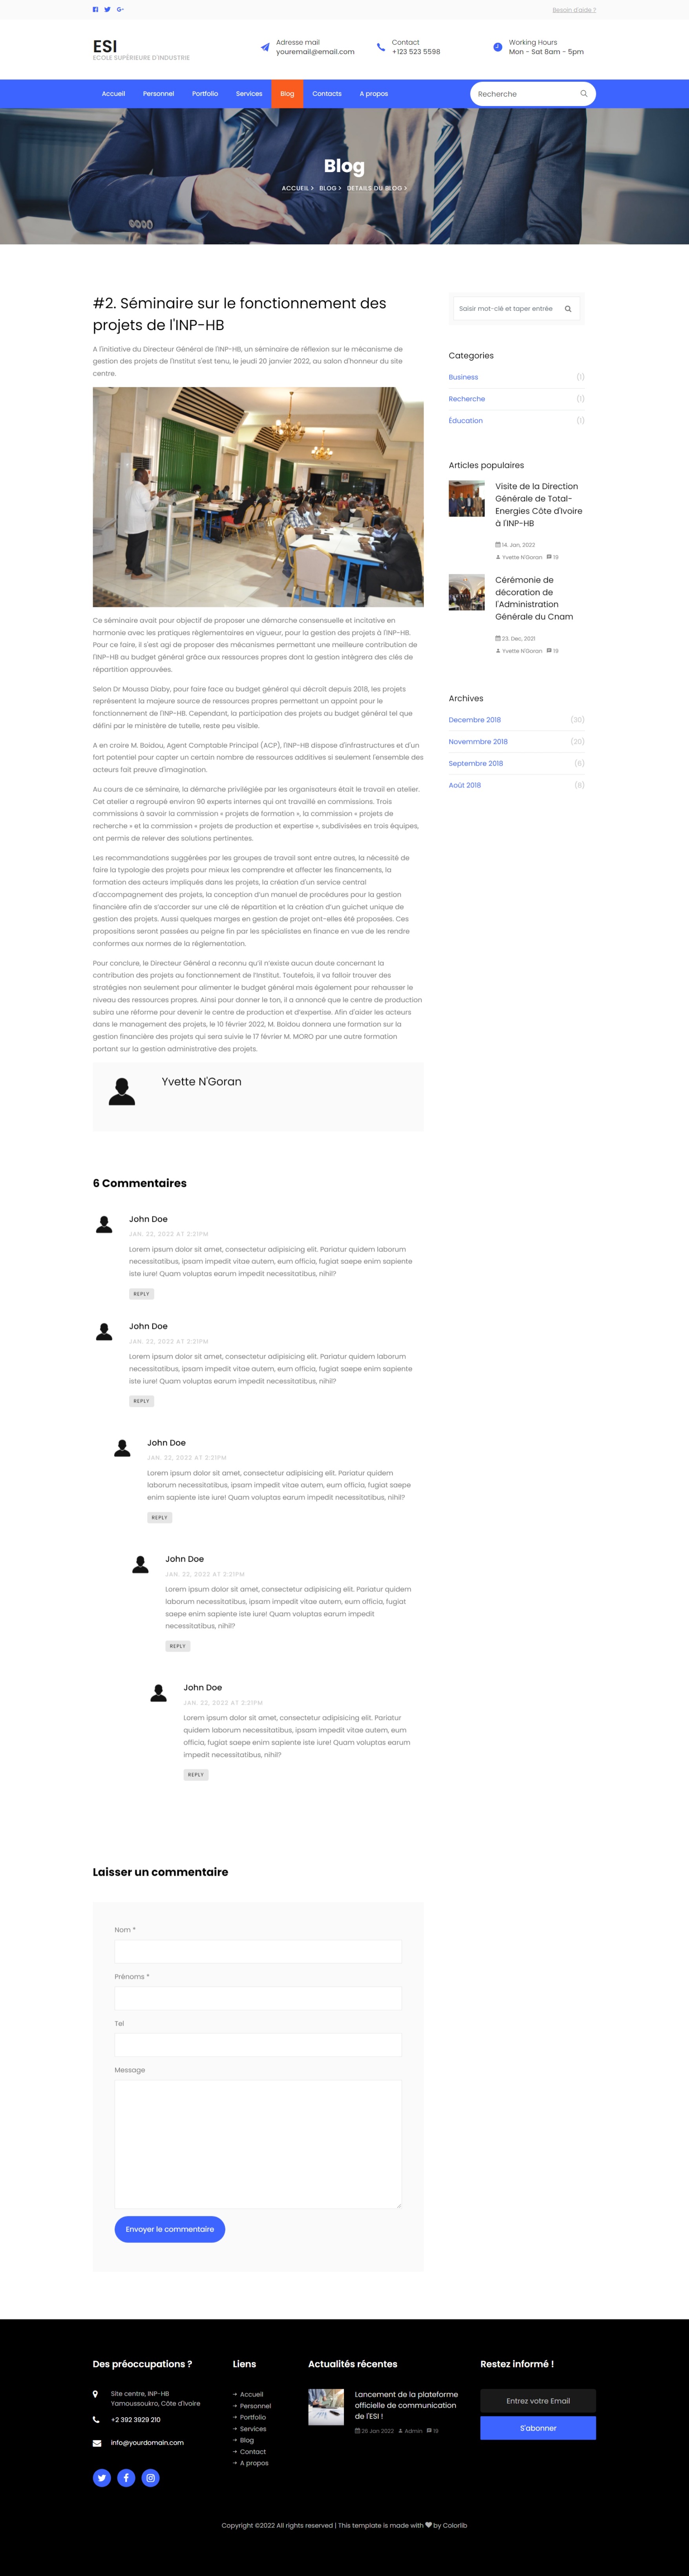 Besoin d'aide ?
ESI
ECOLE SUPÉRIEURE D'INDUSTRIE
Adresse mail
youremail@email.com
Contact
+123 523 5598
Working Hours
Mon - Sat 8am - 5pm
Accueil Personnel Portfolio Services Blog Contacts A propos
Recherche
Blog
ACCUEIL > BLOG > DETAILS DU BLOG >
#2. Séminaire sur le fonctionnement des
projets de l'INP-HB
A l'initiative du Directeur Général de l'INP-HB, un séminaire de réflexion sur le mécanisme de
gestion des projets de l'Institut s'est tenu, le jeudi 20 janvier 2022, au salon d'honneur du site
centre.
Ce séminaire avait pour objectif de proposer une démarche consensuelle et incitative en
harmonie avec les pratiques réglementaires en vigueur, pour la gestion des projets à l'INP-HB.
Pour ce faire, il s'est agi de proposer des mécanismes permettant une meilleure contribution de
l'INP-HB au budget général grâce aux ressources propres dont la gestion intègrera des clés de
répartition approuvées.
Selon Dr Moussa Diaby, pour faire face au budget général qui décroît depuis 2018, les projets
représentent la majeure source de ressources propres permettant un appoint pour le
fonctionnement de l'INP-HB. Cependant, la participation des projets au budget général tel que
défini par le ministère de tutelle, reste peu visible.
A en croire M. Boidou, Agent Comptable Principal (ACP), l'INP-HB dispose d'infrastructures et d'un
fort potentiel pour capter un certain nombre de ressources additives si seulement l'ensemble des
acteurs fait preuve d'imagination.
Au cours de ce séminaire, la démarche privilégiée par les organisateurs était le travail en atelier.
Cet atelier a regroupé environ 90 experts internes qui ont travaillé en commissions. Trois
commissions à savoir la commission « projets de formation », la commission « projets de
recherche » et la commission « projets de production et expertise », subdivisées en trois équipes,
ont permis de relever des solutions pertinentes.
Les recommandations suggérées par les groupes de travail sont entre autres, la nécessité de
faire la typologie des projets pour mieux les comprendre et affecter les financements, la
formation des acteurs impliqués dans les projets, la création d'un service central
d'accompagnement des projets, la conception d'un manuel de procédures pour la gestion
financière afin de s'accorder sur une clé de répartition et la création d'un guichet unique de
gestion des projets. Aussi quelques marges en gestion de projet ont-elles été proposées. Ces
propositions seront passées au peigne fin par les spécialistes en finance en vue de les rendre
conformes aux normes de la réglementation.
Pour conclure, le Directeur Général a reconnu qu'il n'existe aucun doute concernant la
contribution des projets au fonctionnement de l'Institut. Toutefois, il va falloir trouver des
stratégies non seulement pour alimenter le budget général mais également pour rehausser le
niveau des ressources propres. Ainsi pour donner le ton, il a annoncé que le centre de production
subira une réforme pour devenir le centre de production et d'expertise. Afin d'aider les acteurs
dans le management des projets, le 10 février 2022, M. Boidou donnera une formation sur la
gestion financière des projets qui sera suivie le 17 février M. MORO par une autre formation
portant sur la gestion administrative des projets.
Yvette N'Goran
Saisir mot-clé et taper entrée
Categories
Business (1)
Recherche (1)
Éducation (1)
Articles populaires
Visite de la Direction
Générale de Total-
Energies Côte d'Ivoire
à l'INP-HB
14. Jan, 2022
Yvette N'Goran 19
Cérémonie de
décoration de
l'Administration
Générale du Cnam
23. Dec, 2021
Yvette N'Goran 19
Archives
Decembre 2018 (30)
Novemmbre 2018 (20)
Septembre 2018 (6)
Août 2018 (8)
6 Commentaires
John Doe
JAN. 22, 2022 AT 2:21PM
Lorem ipsum dolor sit amet, consectetur adipisicing elit. Pariatur quidem laborum
necessitatibus, ipsam impedit vitae autem, eum officia, fugiat saepe enim sapiente
iste iure! Quam voluptas earum impedit necessitatibus, nihil?
REPLY
John Doe
JAN. 22, 2022 AT 2:21PM
Lorem ipsum dolor sit amet, consectetur adipisicing elit. Pariatur quidem laborum
necessitatibus, ipsam impedit vitae autem, eum officia, fugiat saepe enim sapiente
iste iure! Quam voluptas earum impedit necessitatibus, nihil?
REPLY
John Doe
JAN. 22, 2022 AT 2:21PM
Lorem ipsum dolor sit amet, consectetur adipisicing elit. Pariatur quidem
laborum necessitatibus, ipsam impedit vitae autem, eum officia, fugiat saepe
enim sapiente iste iure! Quam voluptas earum impedit necessitatibus, nihil?
REPLY
John Doe
JAN. 22, 2022 AT 2:21PM
Lorem ipsum dolor sit amet, consectetur adipisicing elit. Pariatur quidem
laborum necessitatibus, ipsam impedit vitae autem, eum officia, fugiat
saepe enim sapiente iste iure! Quam voluptas earum impedit
necessitatibus, nihil?
REPLY
John Doe
JAN. 22, 2022 AT 2:21PM
Lorem ipsum dolor sit amet, consectetur adipisicing elit. Pariatur
quidem laborum necessitatibus, ipsam impedit vitae autem, eum
officia, fugiat saepe enim sapiente iste iure! Quam voluptas earum
impedit necessitatibus, nihil?
REPLY
Laisser un commentaire
Nom *
Prénoms *
Tel
Message
Envoyer le commentaire
Des préoccupations ?
Site centre, INP-HB
Yamoussoukro, Côte d'Ivoire
+2 392 3929 210
info@yourdomain.com
Liens
Accueil
Personnel
Portfolio
Services
Blog
Contact
A propos
Actualités récentes
Lancement de la plateforme
officielle de communication
de l'ESI !
26 Jan 2022 Admin 19
Restez informé !
Entrez votre Email
S'abonner
Copyright ©2022 All rights reserved | This template is made with ♥ by Colorlib